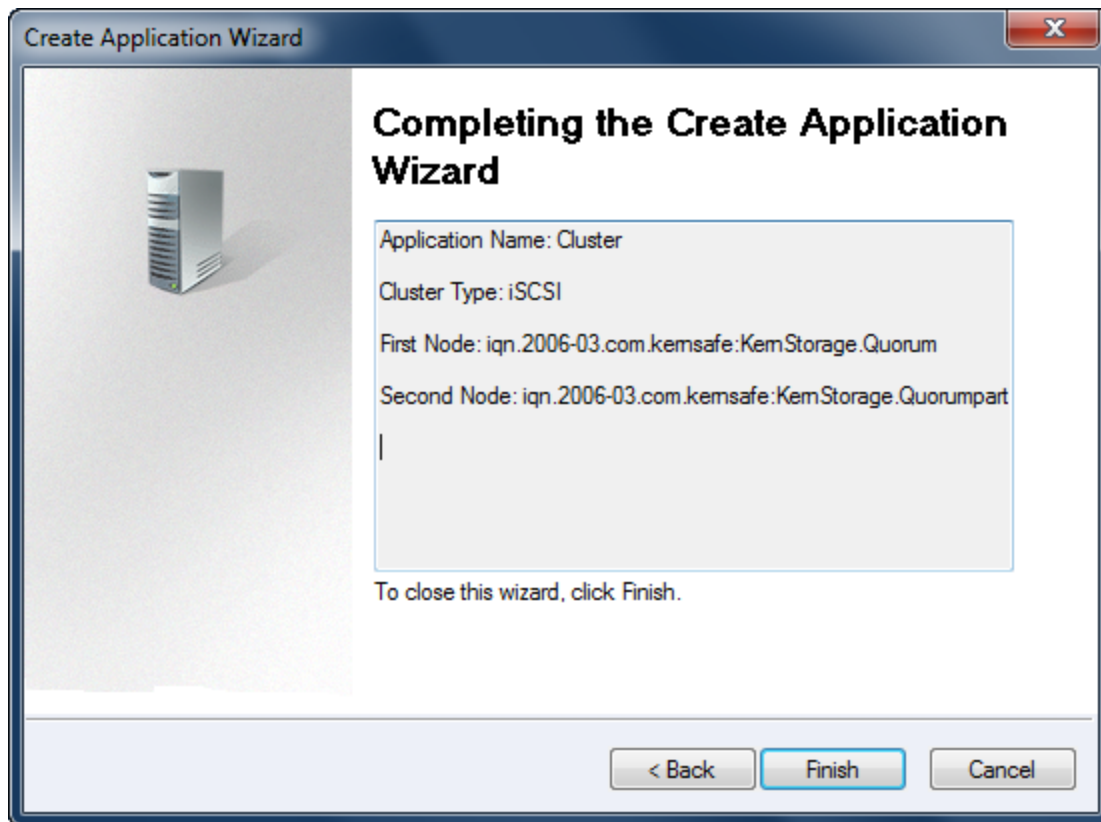 Create Application Wizard
Completing the Create Application
Wizard
Application Name: Cluster
Cluster Type: iSCSI
First Node: iqn.2006-03.com.kernsafe:KernStorage.Quorum
Second Node: iqn.2006-03.com.kernsafe:KernStorage.Quorumpart
To close this wizard, click Finish.
< Back
Finish
Cancel